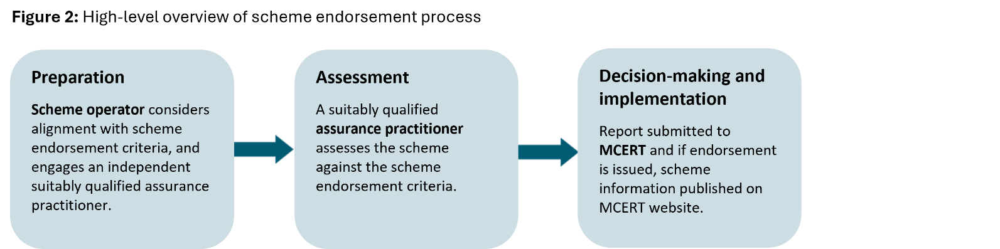 Figure 2: High-level overview of scheme endorsement process
Preparation
Scheme operator considers
alignment with scheme
endorsement criteria, and
engages an independent
suitably qualified assurance
practitioner.
Assessment
A suitably qualified
assurance practitioner
assesses the scheme
against the scheme
endorsement criteria.
Decision-making and
implementation
Report submitted to
MCERT and if endorsement
is issued, scheme
information published on
MCERT website.